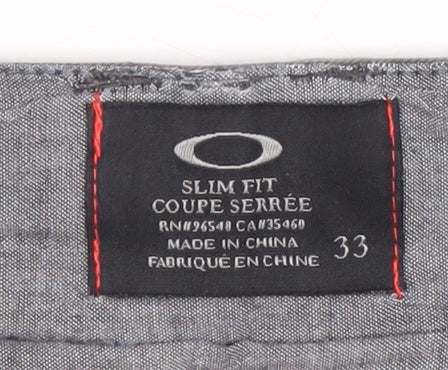 SLIM FIT
COUPE SERRÉE
RN#96548 CA#35460
MADE IN CHINA
FABRIQUÉ EN CHINE
33